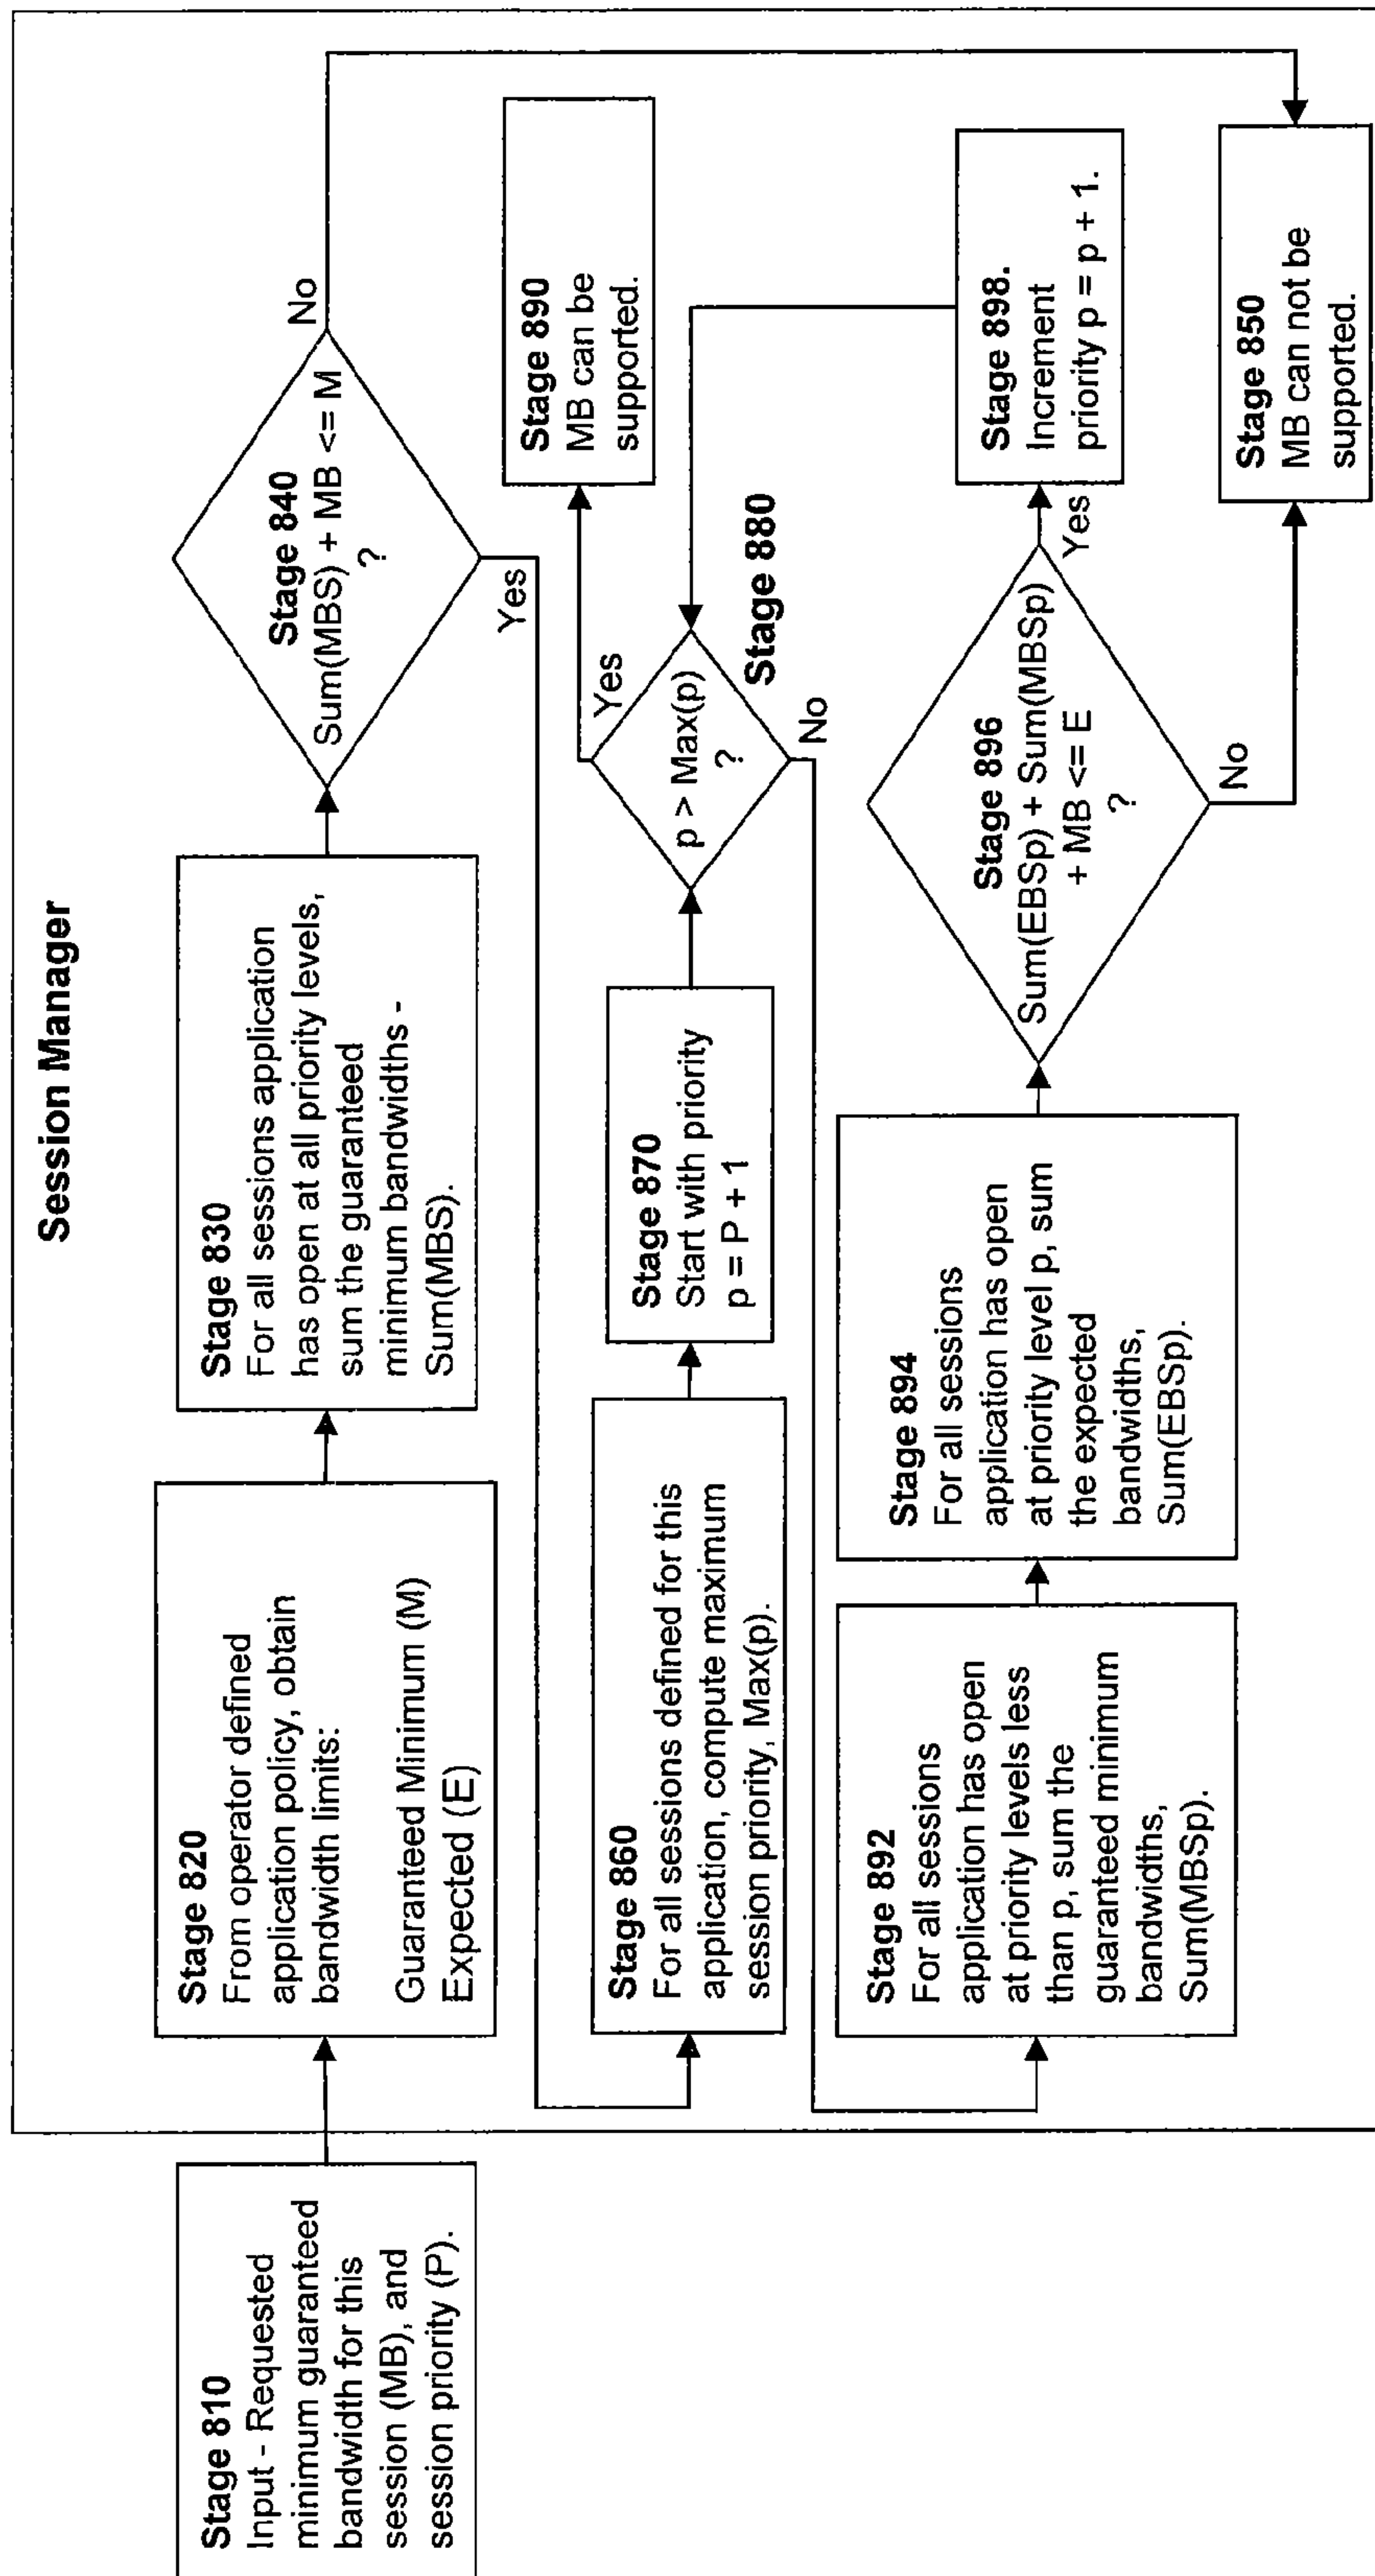 Session Manager
Stage 810
Input - Requested
minimum guaranteed
bandwidth for this
session (MB), and
session priority (P).
Stage 820
From operator defined
application policy, obtain
bandwidth limits:
Guaranteed Minimum (M)
Expected (E)
Stage 830
For all sessions application
has open at all priority levels,
sum the guaranteed
minimum bandwidths -
Sum(MBS).
Stage 840
Sum(MBS) + MB <= M
?
No
Yes
Stage 860
For all sessions defined for this
application, compute maximum
session priority, Max(p).
Stage 870
Start with priority
p = P + 1
p > Max(p)
?
Stage 880
Yes
No
Stage 890
MB can be
supported.
Stage 892
For all sessions
application has open
at priority levels less
than p, sum the
guaranteed minimum
bandwidths,
Sum(MBSp).
Stage 894
For all sessions
application has open
at priority level p, sum
the expected
bandwidths,
Sum(EBSp).
Stage 896
Sum(EBSp) + Sum(MBSp)
+ MB <= E
?
Yes
No
Stage 898.
Increment
priority p = p + 1.
Stage 850
MB can not be
supported.